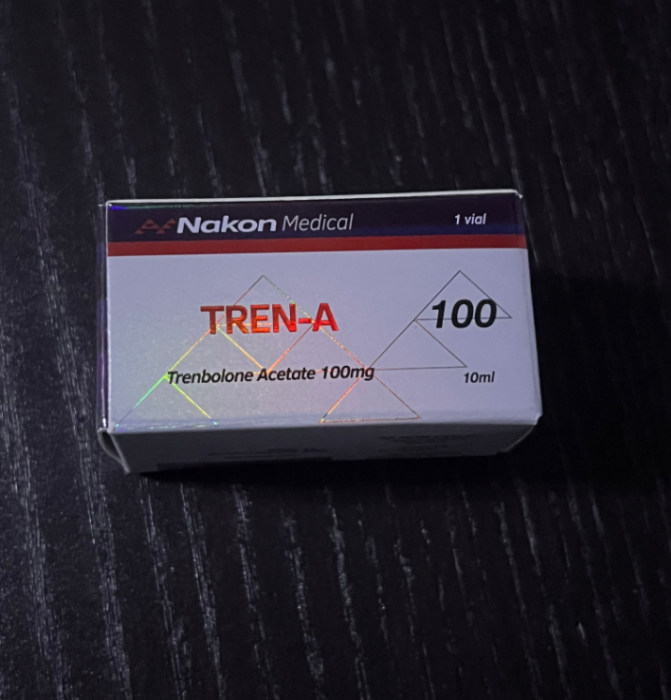 Nakon Medical
1 vial
TREN-A
100
Trenbolone Acetate 100mg
10ml